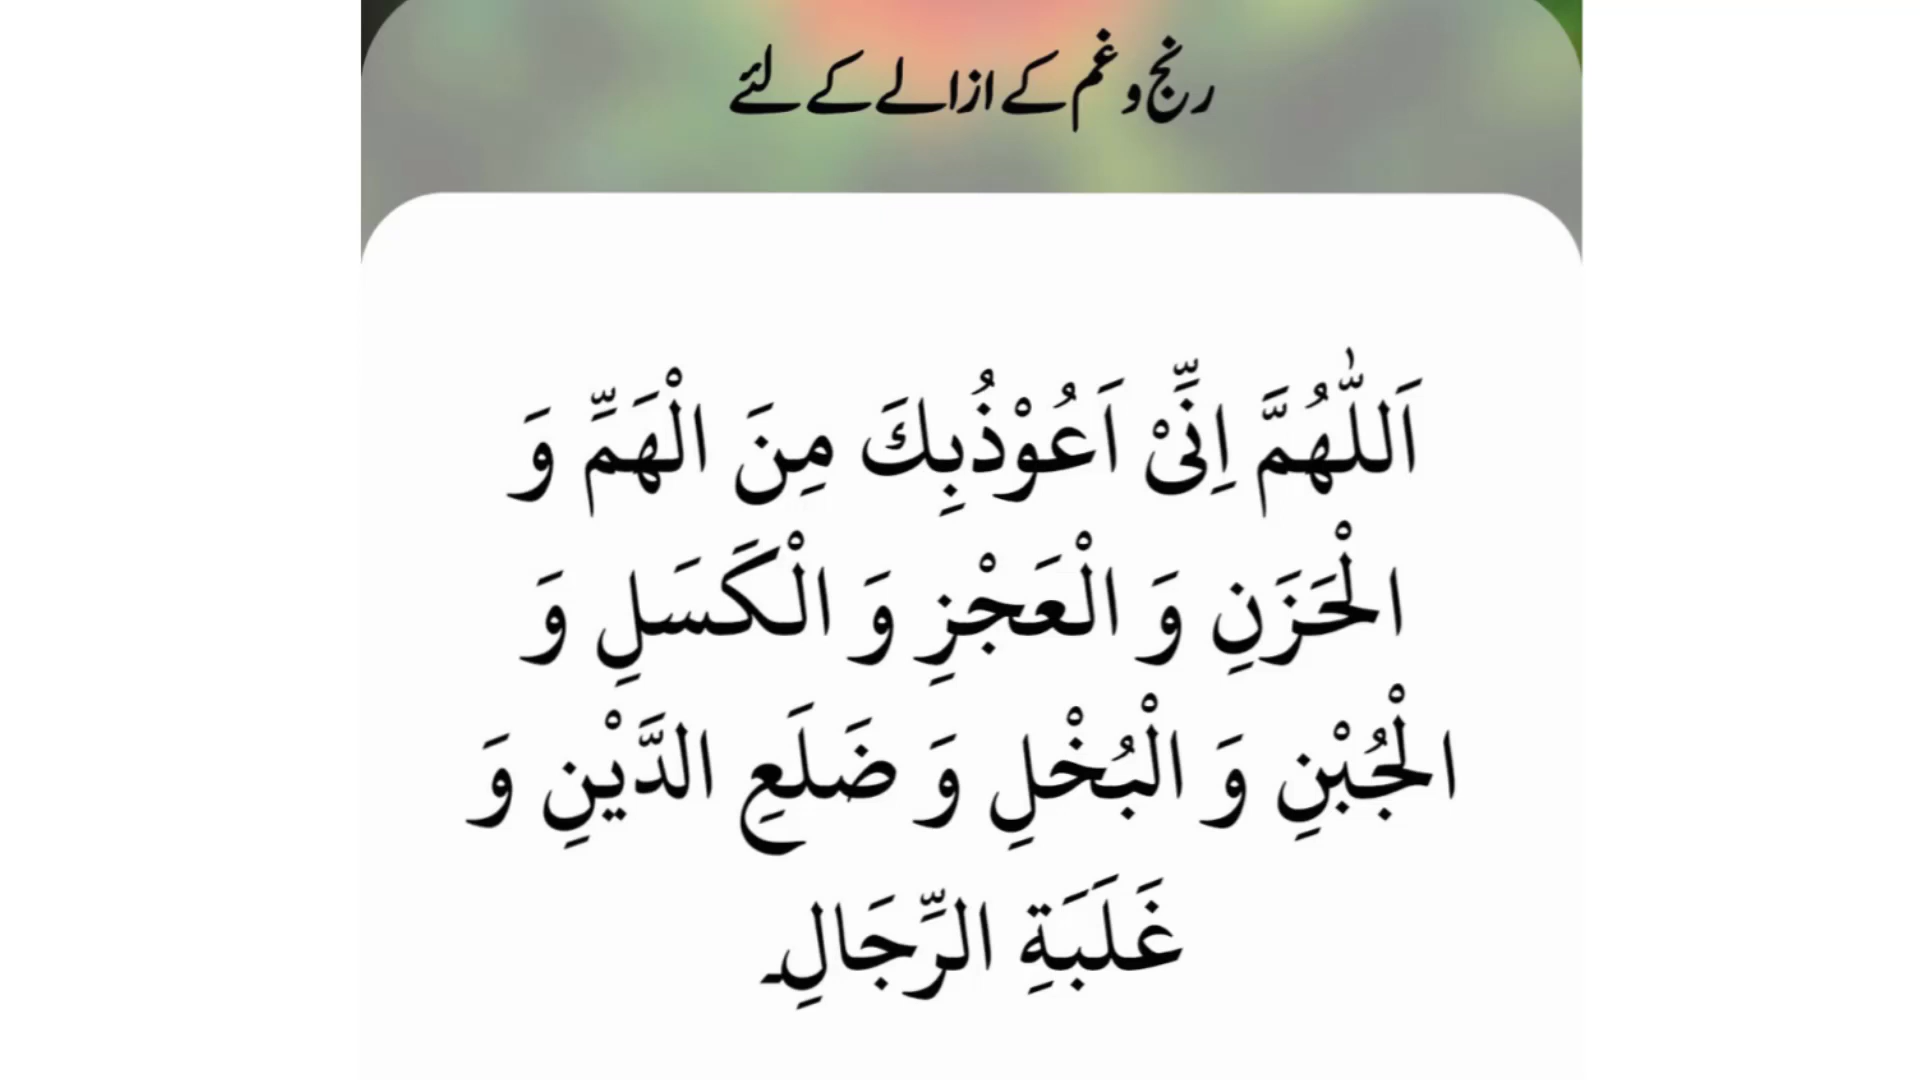 رنج و غم کے ازالے کے لئے
اَللّٰهُمَّ اِنِّیْ اَعُوْذُبِكَ مِنَ الْهَمِّ وَ
الْحَزَنِ وَ الْعَجْزِ وَ الْكَسَلِ وَ
الْجُبْنِ وَ الْبُخْلِ وَ ضَلَعِ الدَّیْنِ وَ
غَلَبَةِ الرِّجَالِ۔